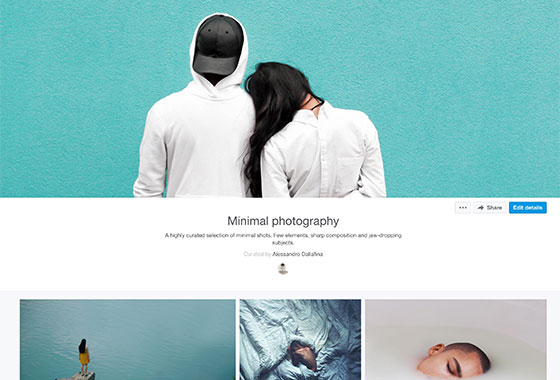 Share
Edit details
Minimal photography
A highly curated selection of minimal shots. Few elements, sharp composition and jaw-dropping
subjects.
Curated by Alessandro Dallafina